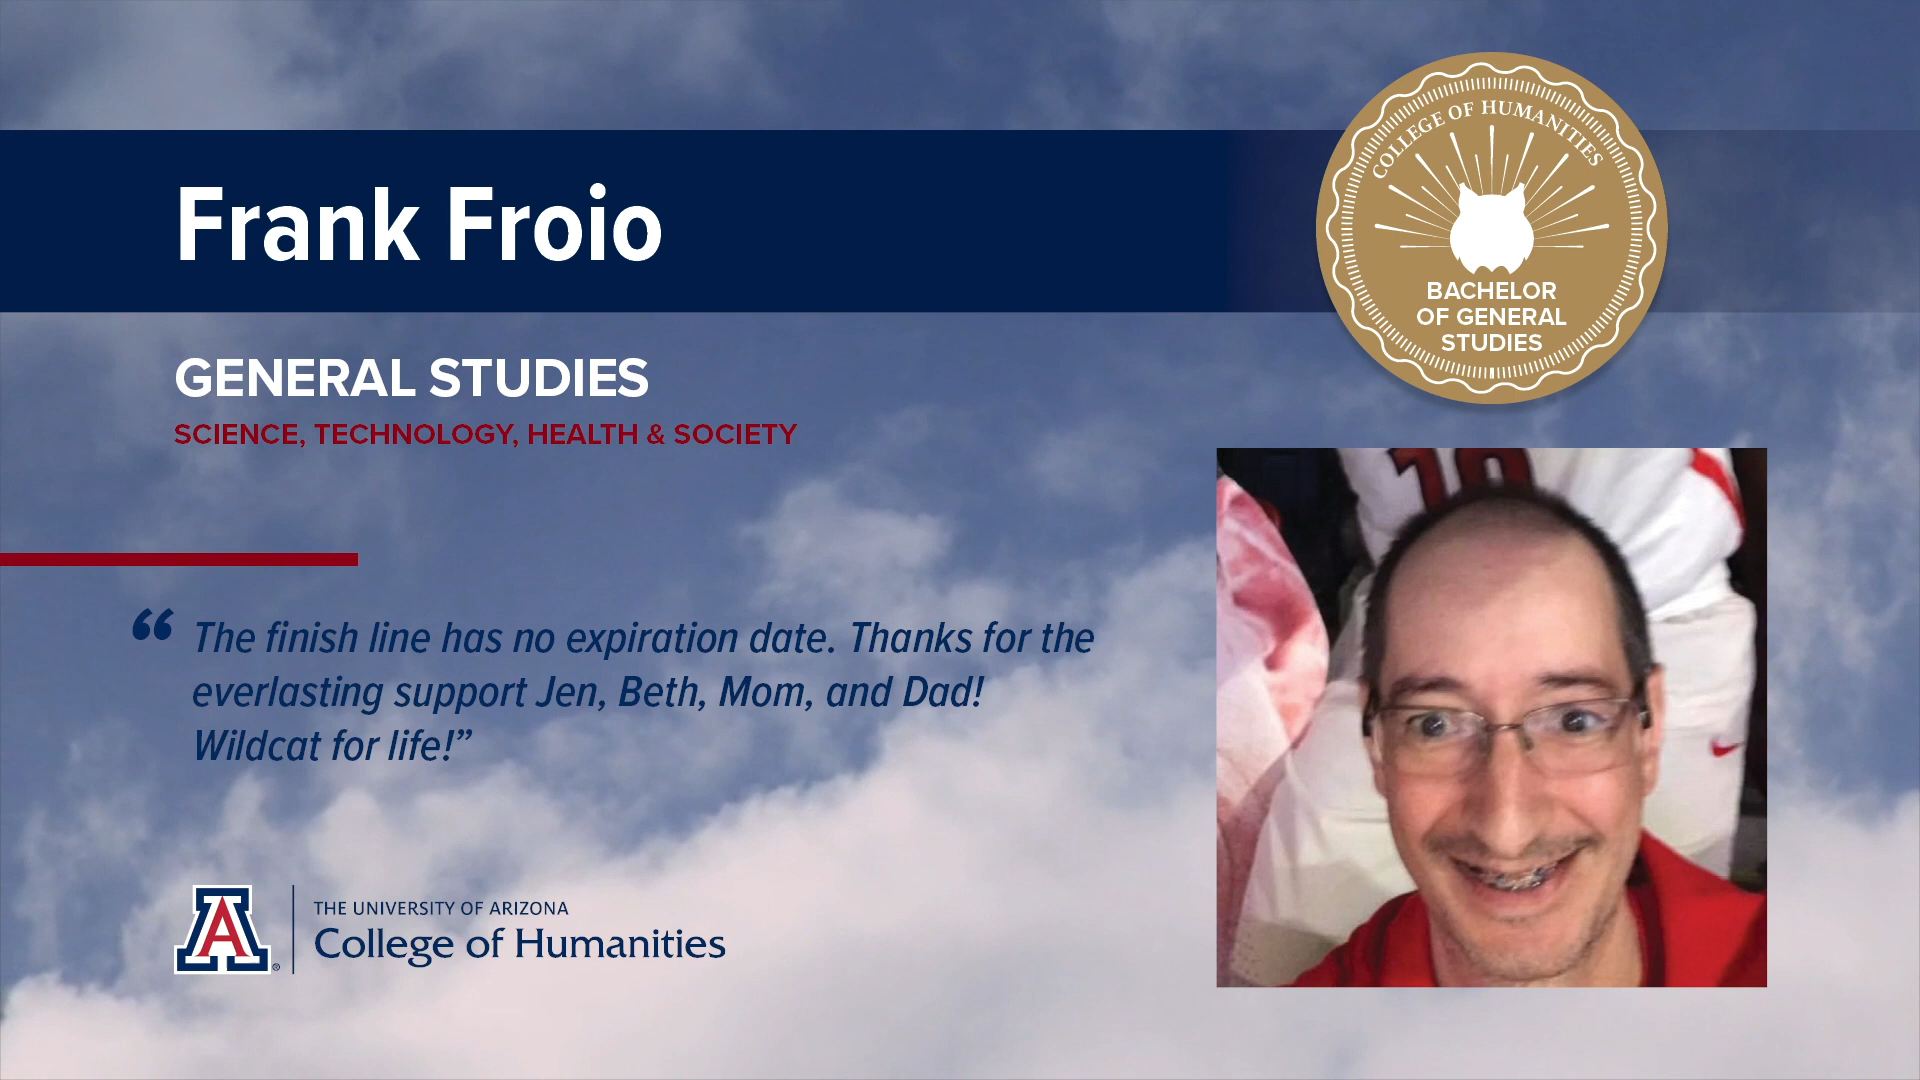 Frank Froio
GENERAL STUDIES
SCIENCE, TECHNOLOGY, HEALTH & SOCIETY
“ The finish line has no expiration date. Thanks for the
everlasting support Jen, Beth, Mom, and Dad!
Wildcat for life!”
A®
THE UNIVERSITY OF ARIZONA
College of Humanities
COLLEGE OF HUMANITIES
BACHELOR
OF GENERAL
STUDIES